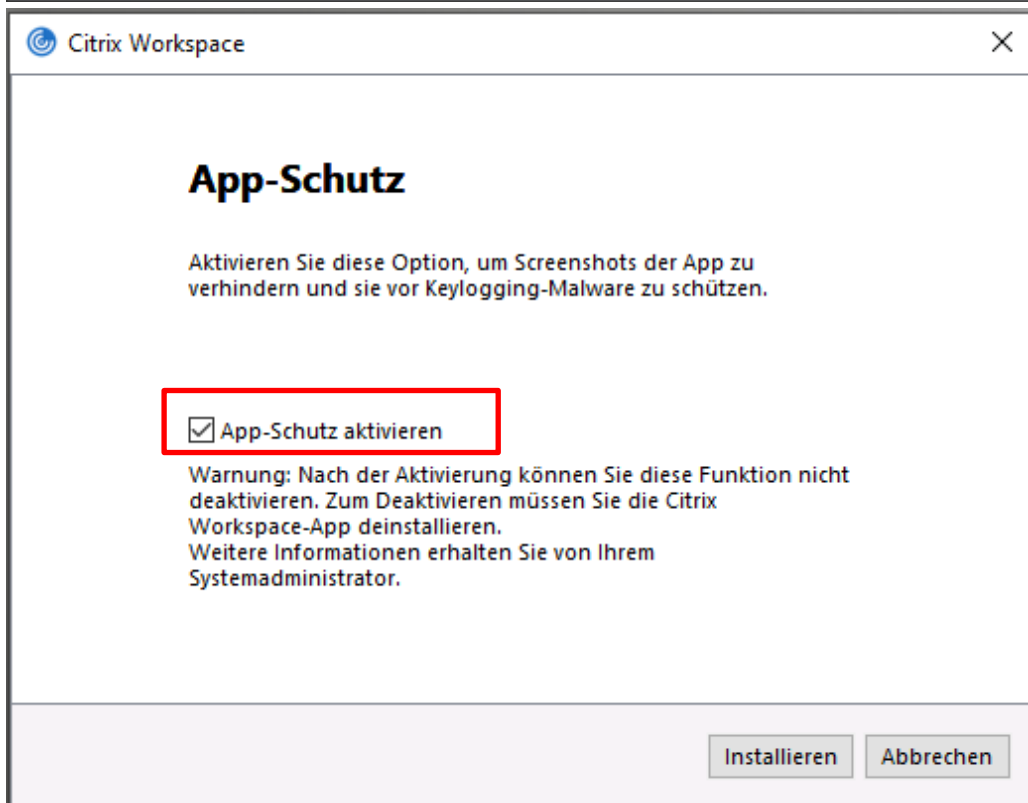 Citrix Workspace
App-Schutz
Aktivieren Sie diese Option, um Screenshots der App zu
verhindern und sie vor Keylogging-Malware zu schützen.
App-Schutz aktivieren
Warnung: Nach der Aktivierung können Sie diese Funktion nicht
deaktivieren. Zum Deaktivieren müssen Sie die Citrix
Workspace-App deinstallieren.
Weitere Informationen erhalten Sie von Ihrem
Systemadministrator.
Installieren Abbrechen